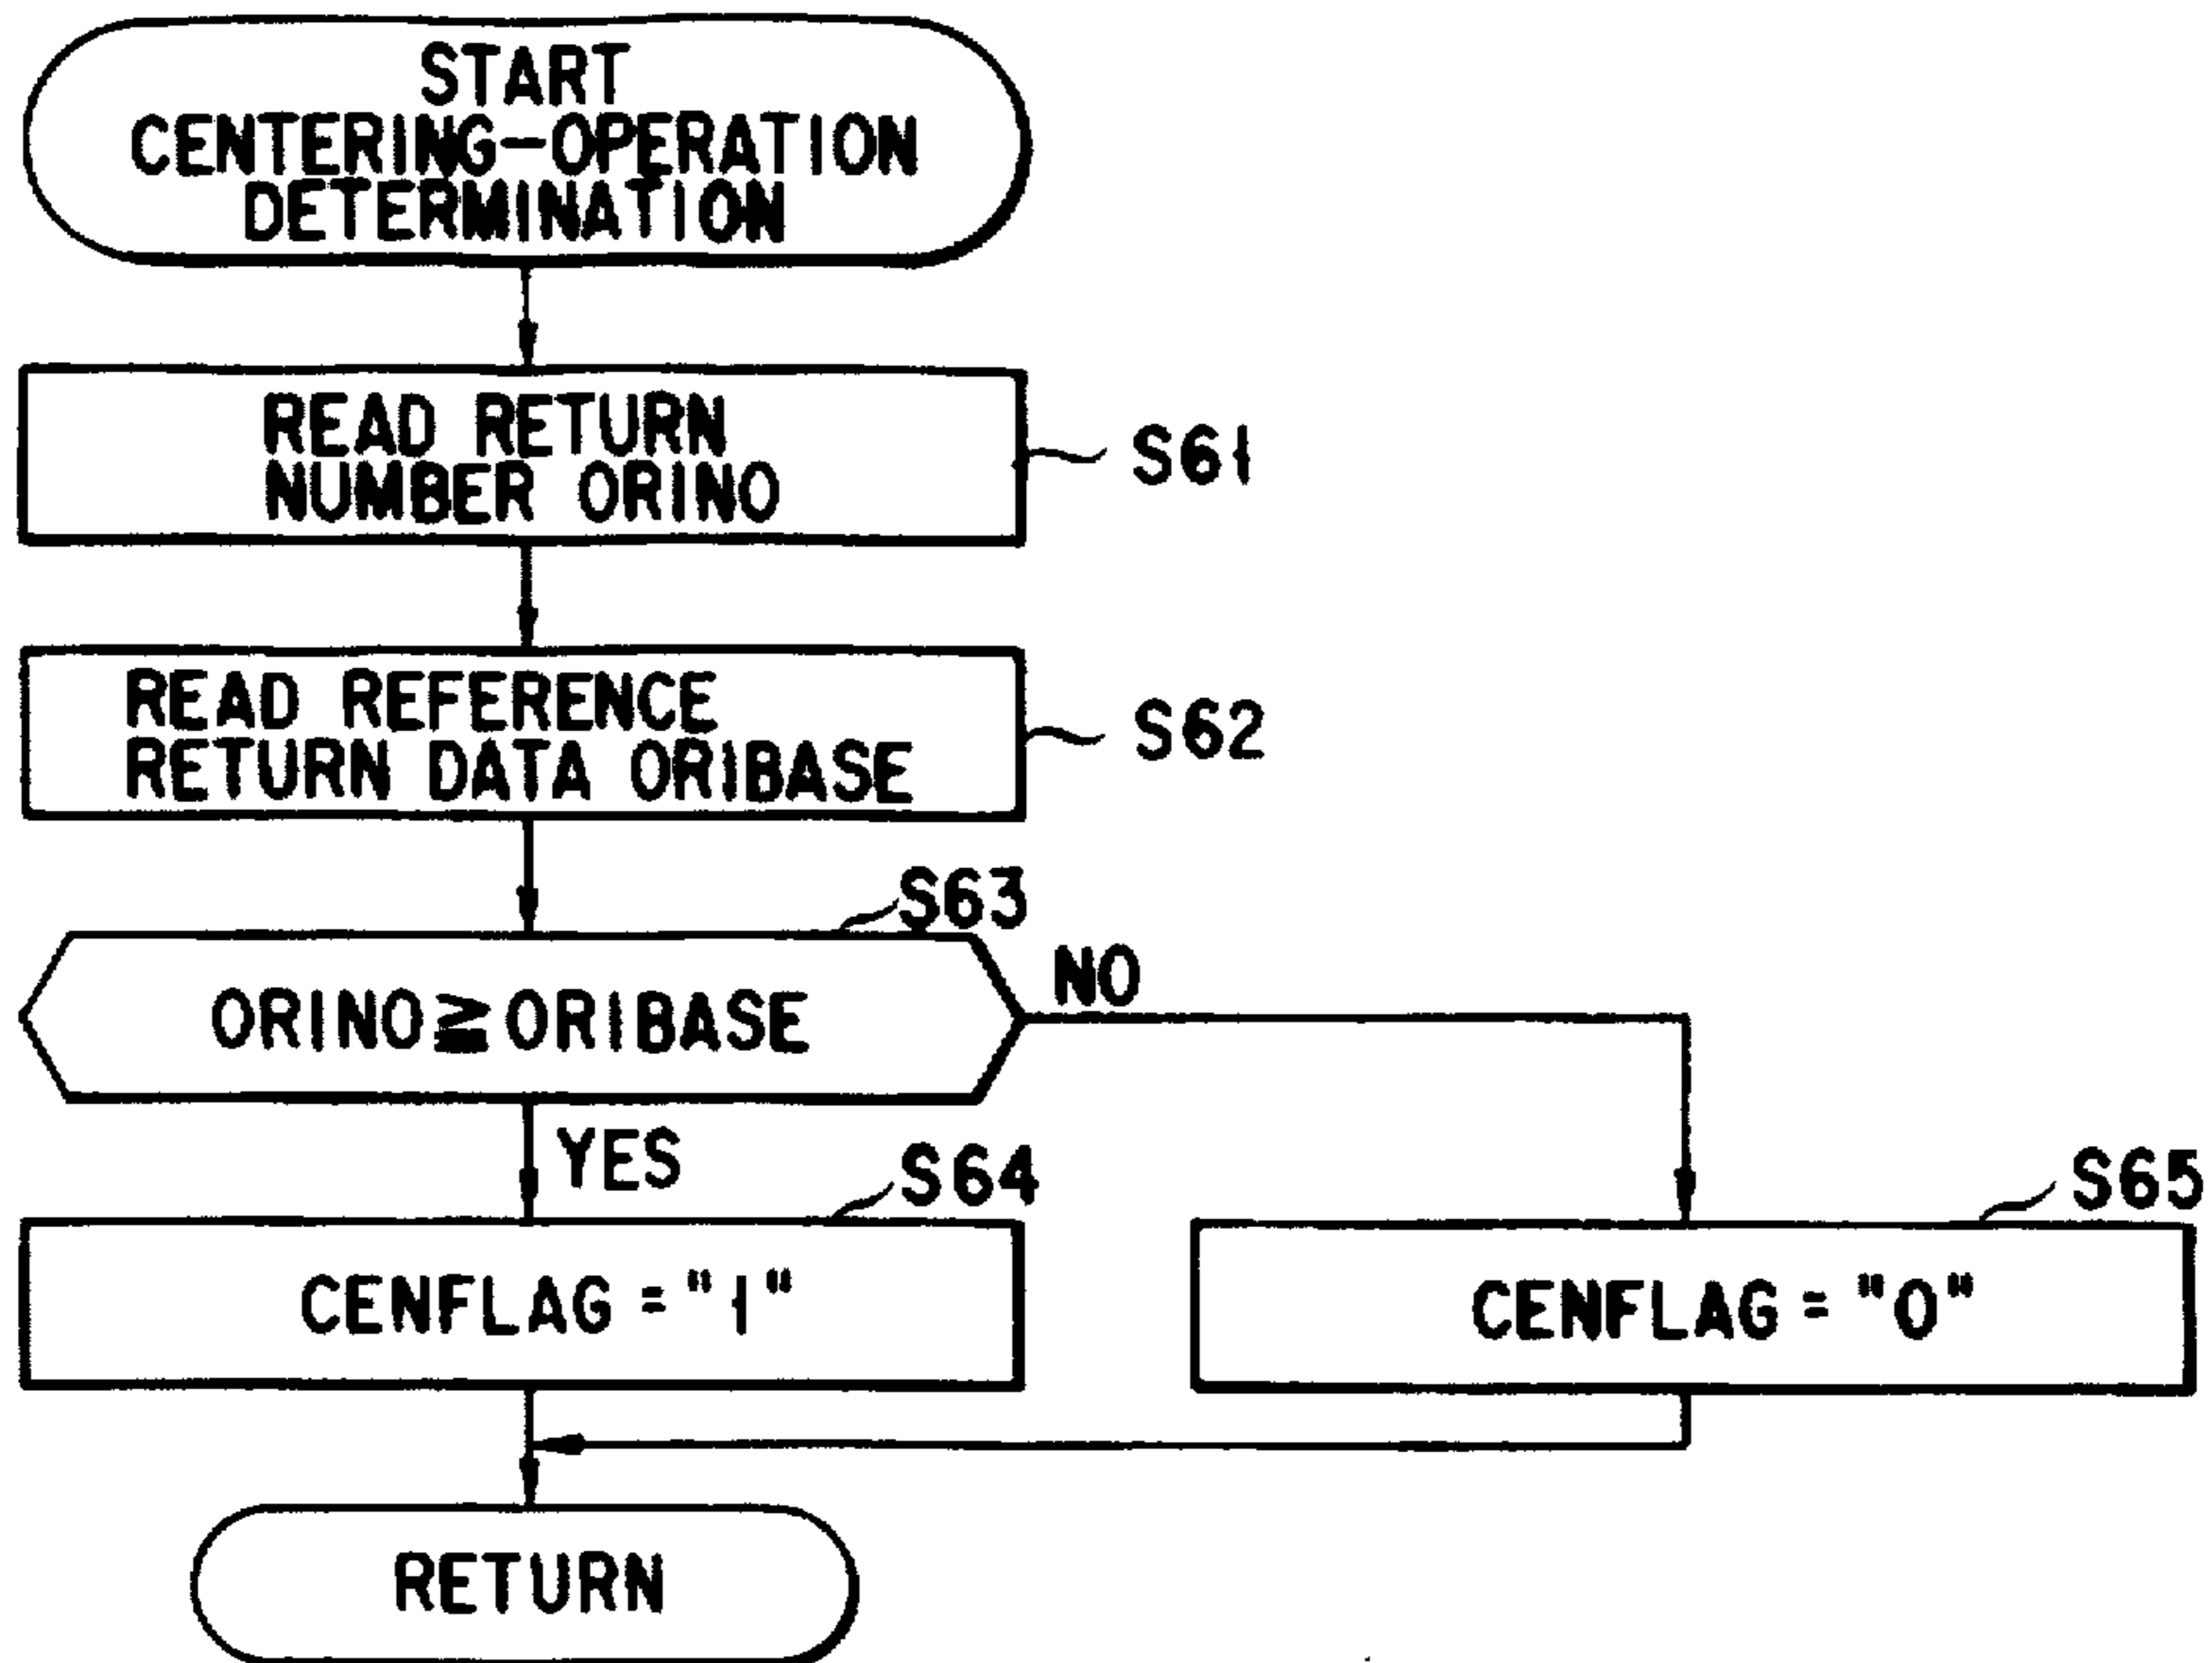 START
CENTERING-OPERATION
DETERMINATION
READ RETURN
NUMBER ORINO
S61
READ REFERENCE
RETURN DATA ORIBASE
S62
S63
ORINO≧ORIBASE
NO
YES
S64
CENFLAG = "1"
S65
CENFLAG = "0"
RETURN